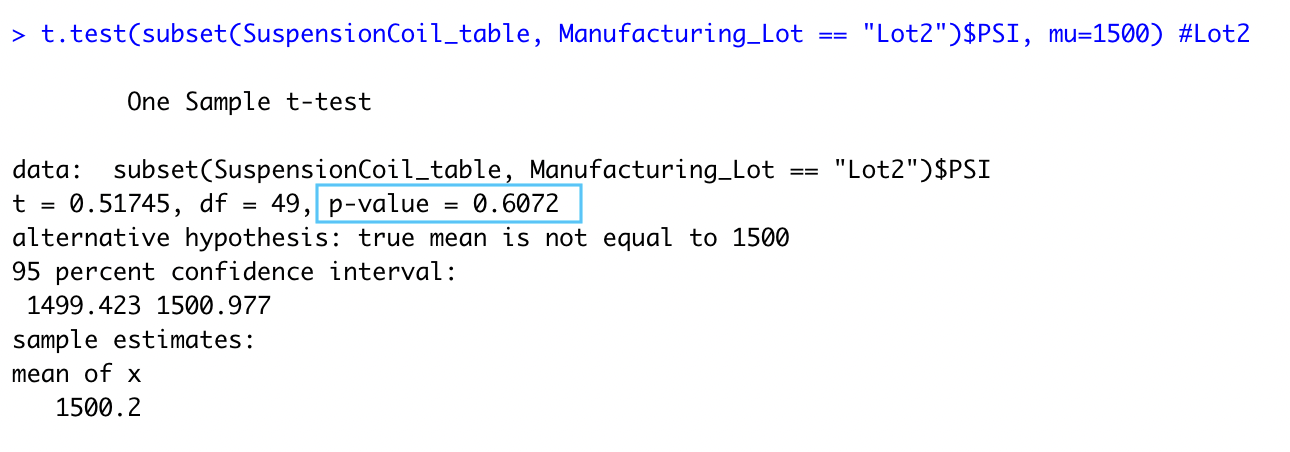 > t.test(subset(SuspensionCoil_table, Manufacturing_Lot == "Lot2")$PSI, mu=1500) #Lot2
One Sample t-test
data:  subset(SuspensionCoil_table, Manufacturing_Lot == "Lot2")$PSI
t = 0.51745, df = 49, p-value = 0.6072
alternative hypothesis: true mean is not equal to 1500
95 percent confidence interval:
 1499.423 1500.977
sample estimates:
mean of x
   1500.2